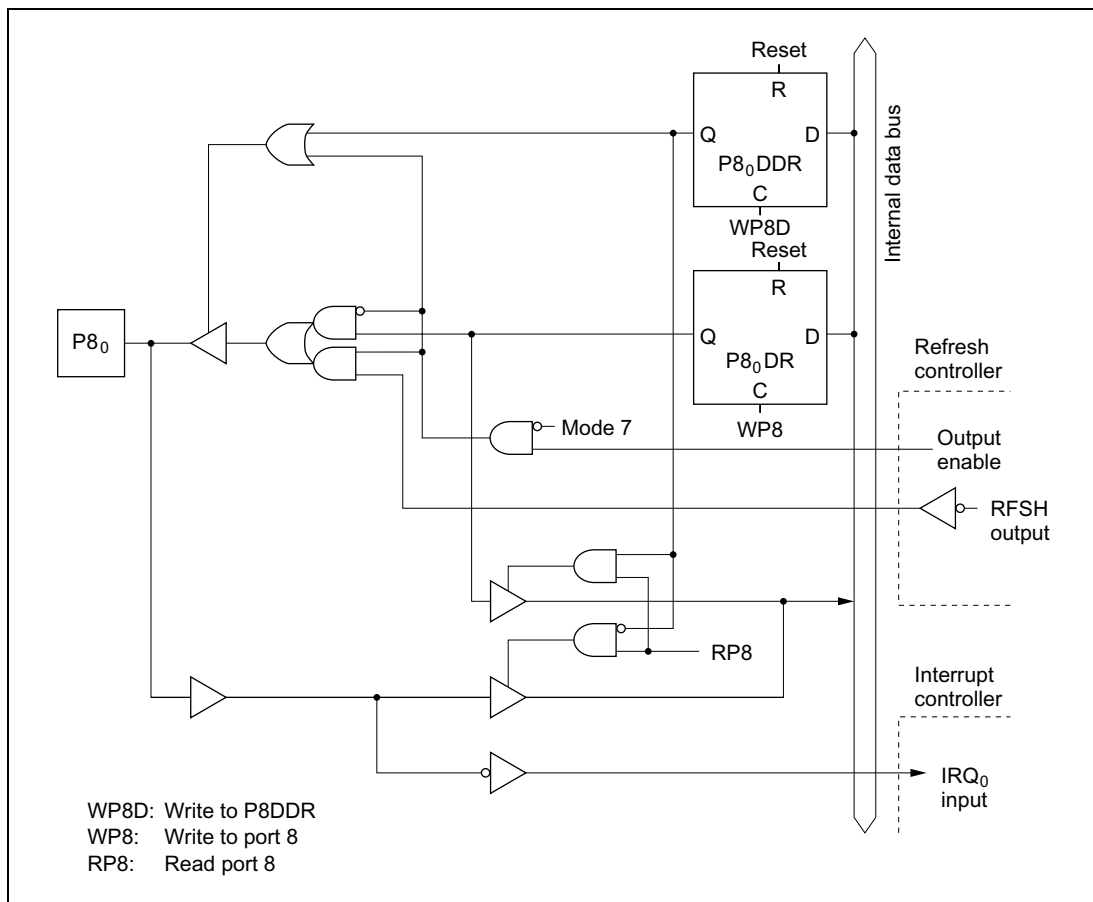 Reset
R
Q
D
P8₀DDR
C
WP8D
Reset
R
Q
D
P8₀DR
C
WP8
Internal data bus
P8₀
Mode 7
Refresh
controller
Output
enable
RFSH
output
RP8
Interrupt
controller
IRQ₀
input
WP8D: Write to P8DDR
WP8: Write to port 8
RP8: Read port 8